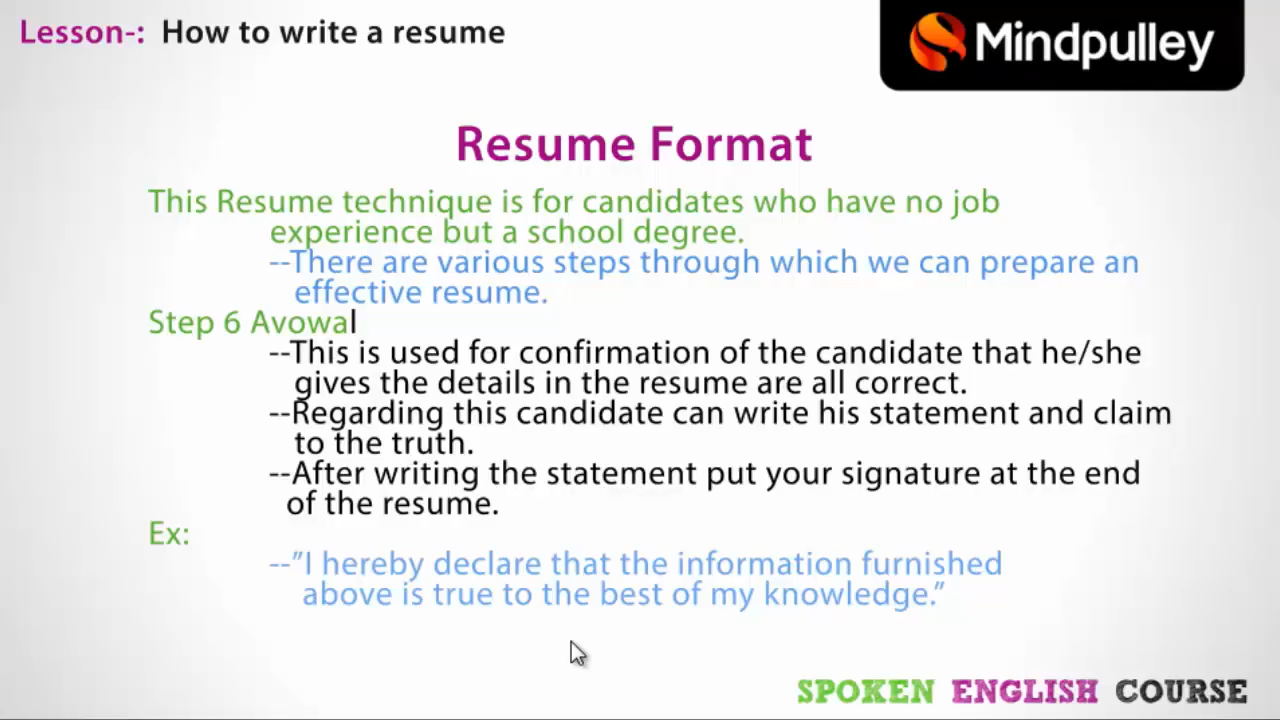 Lesson-: How to write a resume
Mindpulley
Resume Format
This Resume technique is for candidates who have no job
experience but a school degree.
--There are various steps through which we can prepare an
effective resume.
Step 6 Avowal
--This is used for confirmation of the candidate that he/she
gives the details in the resume are all correct.
--Regarding this candidate can write his statement and claim
to the truth.
--After writing the statement put your signature at the end
of the resume.
Ex:
--”I hereby declare that the information furnished
above is true to the best of my knowledge.”
SPOKEN ENGLISH COURSE